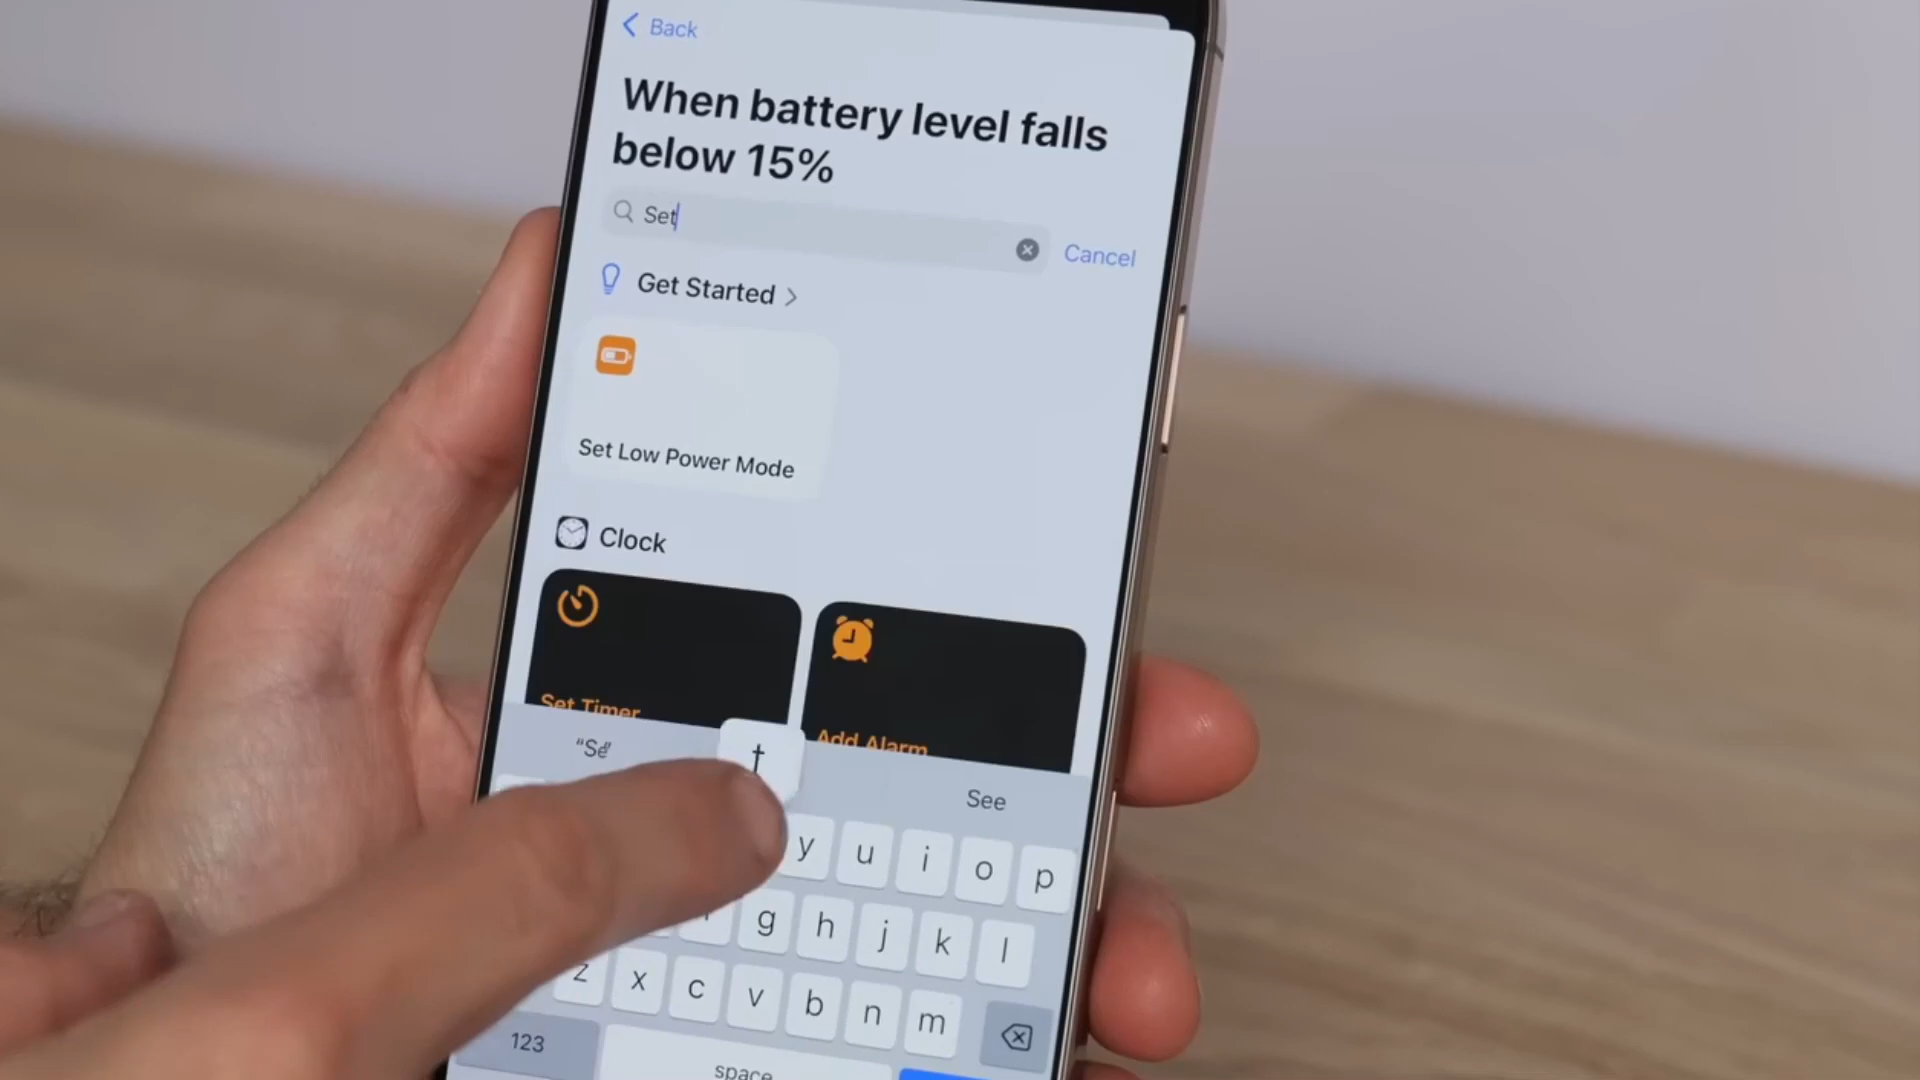 Back
When battery level falls
below 15%
Set
Cancel
Get Started
Set Low Power Mode
Clock
Set Timer
Add Alarm
t
See
y u i o p
g h j k l
z x c v b n m
123
space